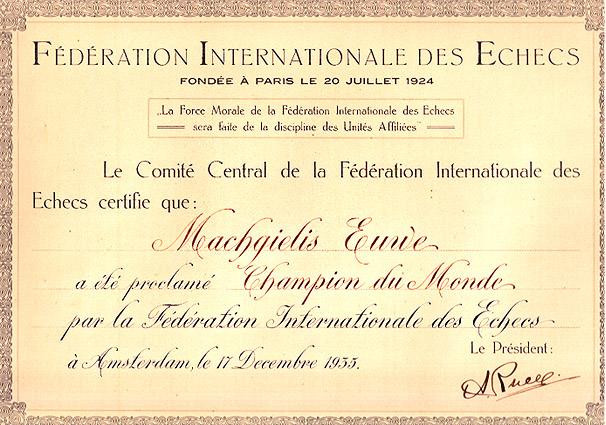 FÉDÉRATION INTERNATIONALE DES ECHECS
FONDÉE À PARIS LE 20 JUILLET 1924
„La Force Morale de la Fédération Internationale des Echecs
sera faite de la discipline des Unités Affiliées"
Le Comité Central de la Fédération Internationale des
Echecs certifie que:
Machgielis Euwe
a été proclamé Champion du Monde
par la Fédération Internationale des Echecs
à Amsterdam, le 17 Decembre 1935.
Le Président: